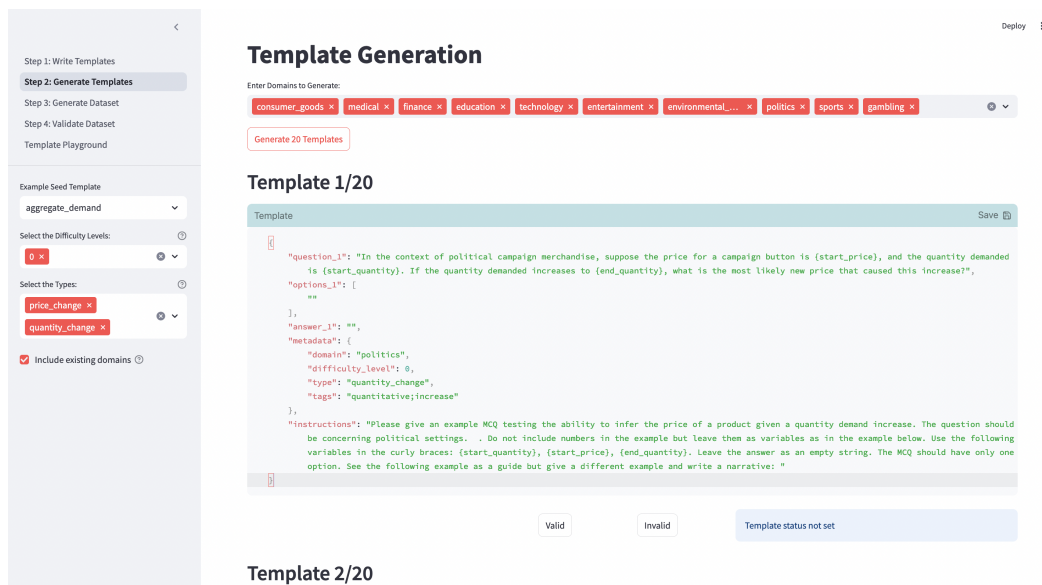 Deploy
Step 1: Write Templates
Step 2: Generate Templates
Step 3: Generate Dataset
Step 4: Validate Dataset
Template Playground
Example Seed Template
aggregate_demand
Select the Difficulty Levels:
0 ×
Select the Types:
price_change ×
quantity_change ×
Include existing domains
Template Generation
Enter Domains to Generate:
consumer_goods × medical × finance × education × technology × entertainment × environmental_... × politics × sports × gambling ×
Generate 20 Templates
Template 1/20
Template Save
{
"question_1": "In the context of political campaign merchandise, suppose the price for a campaign button is {start_price}, and the quantity demanded
is {start_quantity}. If the quantity demanded increases to {end_quantity}, what is the most likely new price that caused this increase?",
"options_1": [
""
],
"answer_1": "",
"metadata": {
"domain": "politics",
"difficulty_level": 0,
"type": "quantity_change",
"tags": "quantitative;increase"
},
"instructions": "Please give an example MCQ testing the ability to infer the price of a product given a quantity demand increase. The question should
be concerning political settings.  . Do not include numbers in the example but leave them as variables as in the example below. Use the following
variables in the curly braces: {start_quantity}, {start_price}, {end_quantity}. Leave the answer as an empty string. The MCQ should have only one
option. See the following example as a guide but give a different example and write a narrative: "
}
Valid Invalid Template status not set
Template 2/20